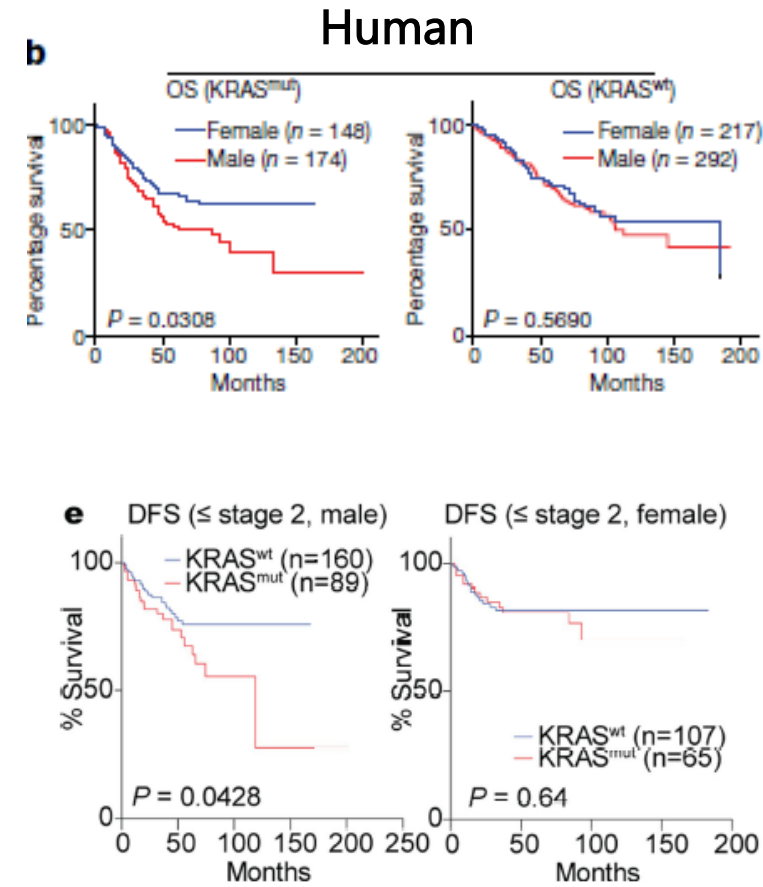 Human
b
OS (KRASmut)
Female (n = 148)
Male (n = 174)
Percentage survival
100
50
0
P = 0.0308
0 50 100 150 200
Months
OS (KRASwt)
Female (n = 217)
Male (n = 292)
Percentage survival
100
50
0
P = 0.5690
0 50 100 150 200
Months
e
DFS (≤ stage 2, male)
KRASwt (n=160)
KRASmut (n=89)
% Survival
100
50
0
P = 0.0428
0 50 100 150 200 250
Months
DFS (≤ stage 2, female)
% Survival
100
50
0
KRASwt (n=107)
KRASmut (n=65)
P = 0.64
0 50 100 150 200
Months